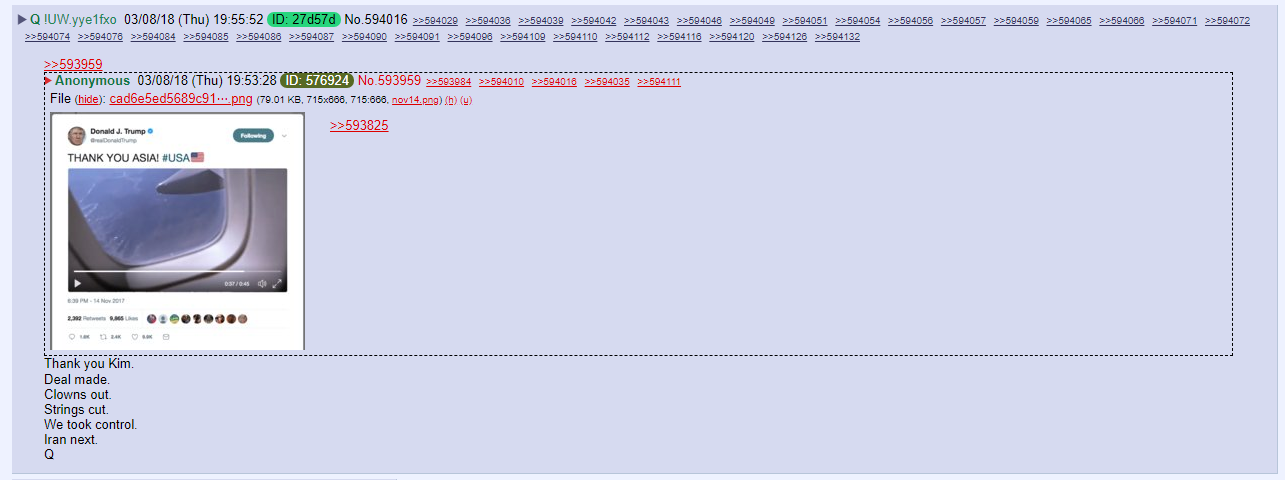 ▶ Q !UW.yye1fxo 03/08/18 (Thu) 19:55:52 ID: 27d57d No.594016 >>594029 >>594036 >>594039 >>594042 >>594043 >>594046 >>594049 >>594051 >>594054 >>594056 >>594057 >>594059 >>594065 >>594066 >>594071 >>594072
>>594074 >>594076 >>594084 >>594085 >>594086 >>594087 >>594090 >>594091 >>594096 >>594109 >>594110 >>594112 >>594116 >>594120 >>594126 >>594132
>>593959
▶ Anonymous 03/08/18 (Thu) 19:53:28 ID: 576924 No.593959 >>593984 >>594010 >>594016 >>594035 >>594111
File (hide): cad6e5ed5689c91⋯.png (79.01 KB, 715x666, 715:666, nov14.png) (h) (u)
>>593825
Donald J. Trump
@realDonaldTrump
Following
THANK YOU ASIA! #USA🇺🇸
0:37 / 0:45
8:39 PM - 14 Nov 2017
2,392 Retweets 9,865 Likes
1.6K 2.4K 9.9K
Thank you Kim.
Deal made.
Clowns out.
Strings cut.
We took control.
Iran next.
Q